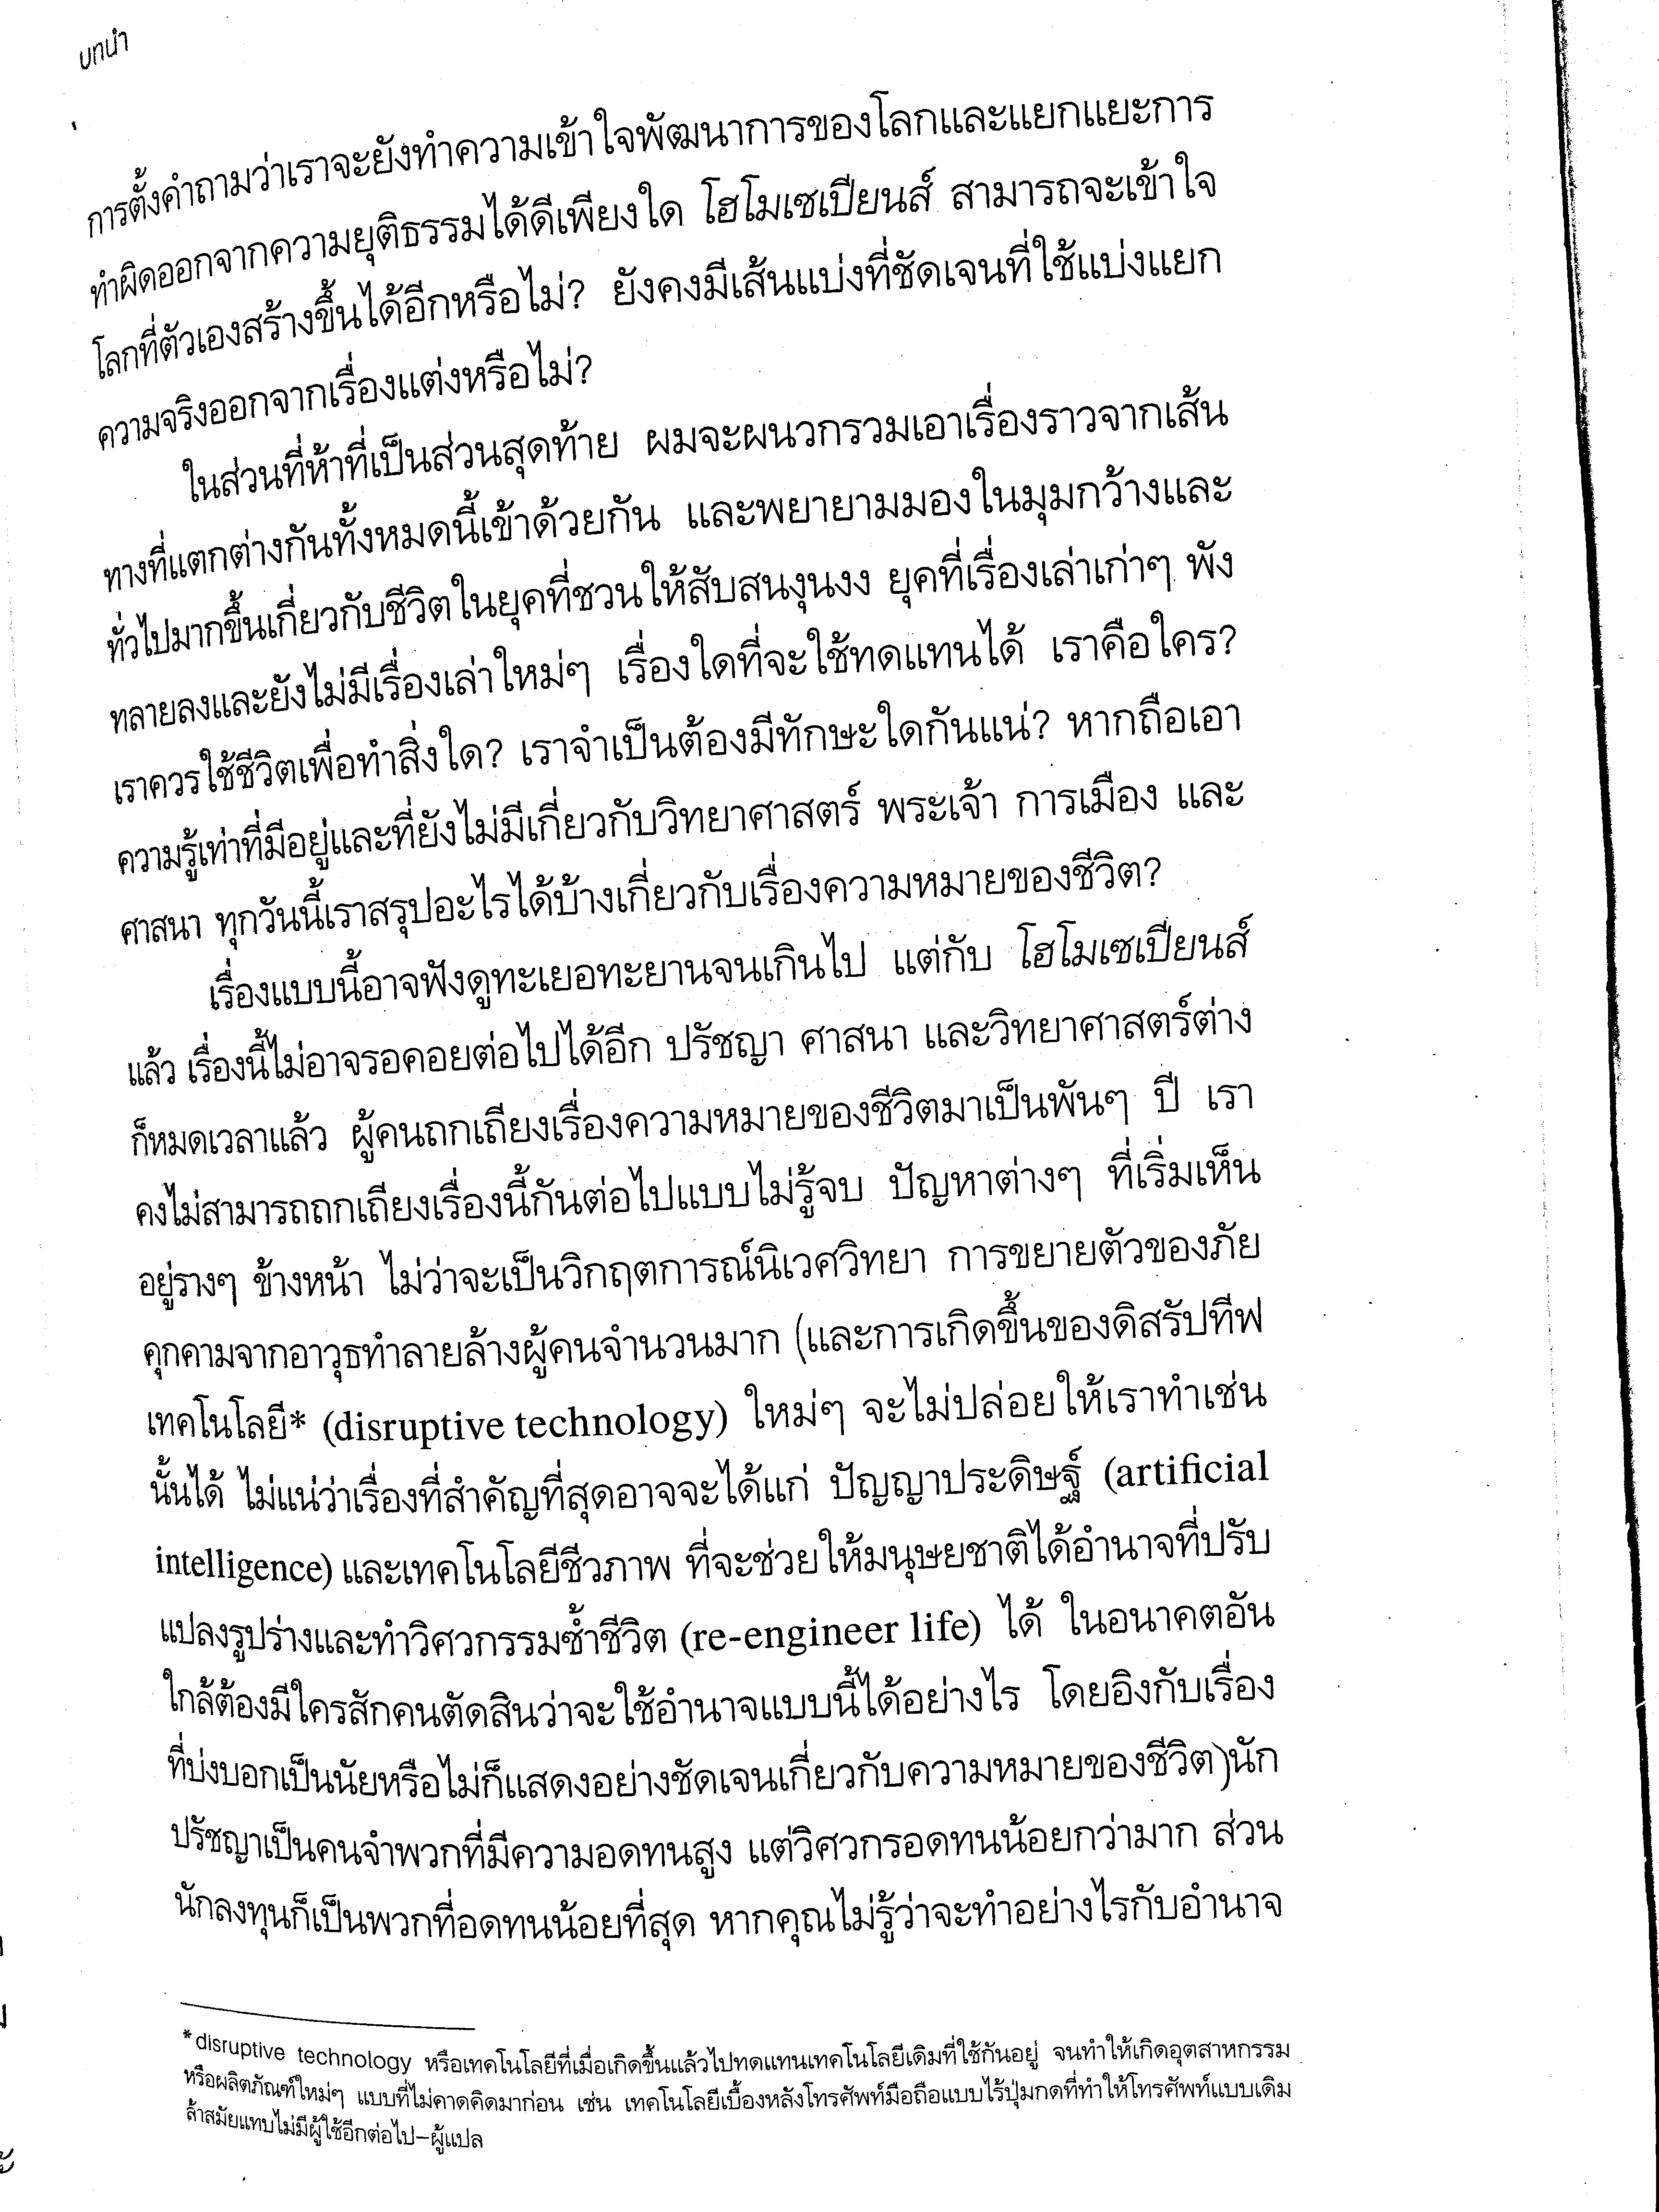 บทนำ
การตั้งคำถามว่าเราจะยังทำความเข้าใจพัฒนาการของโลกและแยกแยะการ
ทำผิดออกจากความยุติธรรมได้ดีเพียงใด โฮโมเซเปียนส์ สามารถจะเข้าใจ
โลกที่ตัวเองสร้างขึ้นได้อีกหรือไม่? ยังคงมีเส้นแบ่งที่ชัดเจนที่ใช้แบ่งแยก
ความจริงออกจากเรื่องแต่งหรือไม่?
ในส่วนที่ห้าที่เป็นส่วนสุดท้าย ผมจะผนวกรวมเอาเรื่องราวจากเส้น
ทางที่แตกต่างกันทั้งหมดนี้เข้าด้วยกัน และพยายามมองในมุมกว้างและ
ทั่วไปมากขึ้นเกี่ยวกับชีวิตในยุคที่ชวนให้สับสนงุนงง ยุคที่เรื่องเล่าเก่าๆ พัง
ทลายลงและยังไม่มีเรื่องเล่าใหม่ๆ เรื่องใดที่จะใช้ทดแทนได้ เราคือใคร?
เราควรใช้ชีวิตเพื่อทำสิ่งใด? เราจำเป็นต้องมีทักษะใดกันแน่? หากถือเอา
ความรู้เท่าที่มีอยู่และที่ยังไม่มีเกี่ยวกับวิทยาศาสตร์ พระเจ้า การเมือง และ
ศาสนา ทุกวันนี้เราสรุปอะไรได้บ้างเกี่ยวกับเรื่องความหมายของชีวิต?
เรื่องแบบนี้อาจฟังดูทะเยอทะยานจนเกินไป แต่กับ โฮโมเซเปียนส์
แล้ว เรื่องนี้ไม่อาจรอคอยต่อไปได้อีก ปรัชญา ศาสนา และวิทยาศาสตร์ต่าง
ก็หมดเวลาแล้ว ผู้คนถกเถียงเรื่องความหมายของชีวิตมาเป็นพันๆ ปี เรา
คงไม่สามารถถกเถียงเรื่องนี้กันต่อไปแบบไม่รู้จบ ปัญหาต่างๆ ที่เริ่มเห็น
อยู่รางๆ ข้างหน้า ไม่ว่าจะเป็นวิกฤตการณ์นิเวศวิทยา การขยายตัวของภัย
คุกคามจากอาวุธทำลายล้างผู้คนจำนวนมาก (และการเกิดขึ้นของดิสรัปทีฟ
เทคโนโลยี* (disruptive technology) ใหม่ๆ จะไม่ปล่อยให้เราทำเช่น
นั้นได้ ไม่แน่ว่าเรื่องที่สำคัญที่สุดอาจจะได้แก่ ปัญญาประดิษฐ์ (artificial
intelligence) และเทคโนโลยีชีวภาพ ที่จะช่วยให้มนุษยชาติได้อำนาจที่ปรับ
แปลงรูปร่างและทำวิศวกรรมซ้ำชีวิต (re-engineer life) ได้ ในอนาคตอัน
ใกล้ต้องมีใครสักคนตัดสินว่าจะใช้อำนาจแบบนี้ได้อย่างไร โดยอิงกับเรื่อง
ที่บ่งบอกเป็นนัยหรือไม่ก็แสดงอย่างชัดเจนเกี่ยวกับความหมายของชีวิต)นัก
ปรัชญาเป็นคนจำพวกที่มีความอดทนสูง แต่วิศวกรอดทนน้อยกว่ามาก ส่วน
นักลงทุนก็เป็นพวกที่อดทนน้อยที่สุด หากคุณไม่รู้ว่าจะทำอย่างไรกับอำนาจ
*disruptive technology หรือเทคโนโลยีที่เมื่อเกิดขึ้นแล้วไปทดแทนเทคโนโลยีเดิมที่ใช้กันอยู่ จนทำให้เกิดอุตสาหกรรม
หรือผลิตภัณฑ์ใหม่ๆ แบบที่ไม่คาดคิดมาก่อน เช่น เทคโนโลยีเบื้องหลังโทรศัพท์มือถือแบบไร้ปุ่มกดที่ทำให้โทรศัพท์แบบเดิม
ล้าสมัยแทบไม่มีผู้ใช้อีกต่อไป–ผู้แปล